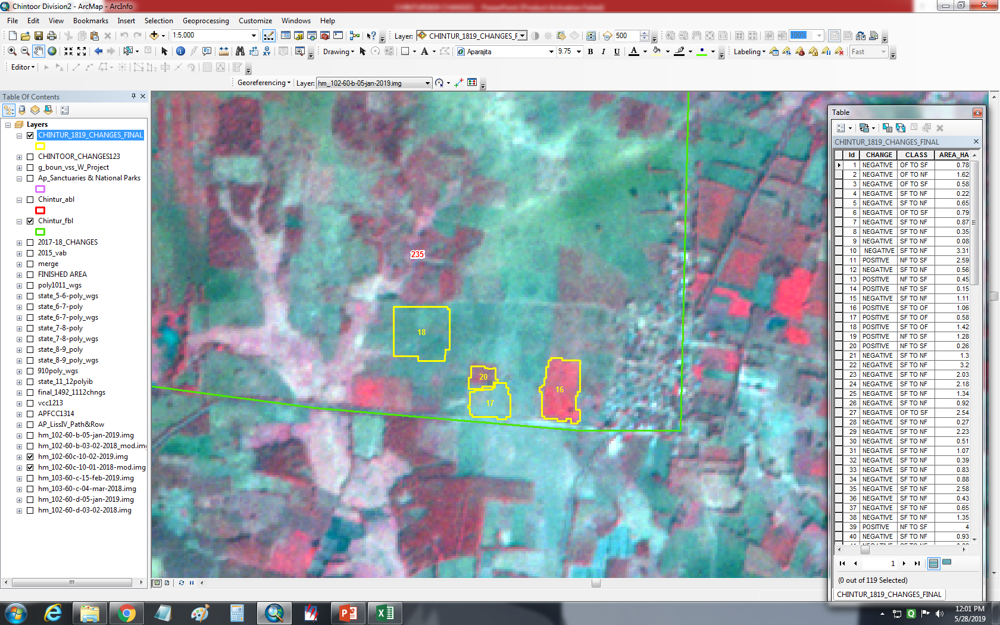 Chintoor Division2 - ArcMap - ArcInfo
File Edit View Bookmarks Insert Selection Geoprocessing Customize Windows Help
1:5,000 Layer: CHINTUR_1819_CHANGES_F 500 100%
Drawing Aparajita 9.75 B I U A Labeling Fast
Editor
Georeferencing Layer: hm_102-60-b-05-jan-2019.img
Table Of Contents
Layers
CHINTUR_1819_CHANGES_FINAL
CHINTOOR_CHANGES123
g_boun_vss_W_Project
Ap_Sanctuaries & National Parks
Chintur_abl
Chintur_fbl
2017-18_CHANGES
2015_vab
merge
FINISHED AREA
poly1011_wgs
state_5-6-poly_wgs
state_6-7-poly
state_6-7-poly_wgs
state_7-8-poly
state_7-8-poly_wgs
state_8-9_poly
state_8-9_poly_wgs
910poly_wgs
state_11_12polyib
final_1492_1112chngs
vcc1213
APFCC1314
AP_LissIV_Path&Row
hm_102-60-b-05-jan-2019.img
hm_102-60-b-03-02-2018_mod.img
hm_102-60c-10-02-2019.img
hm_102-60c-10-01-2018-mod.img
hm_103-60-c-15-feb-2019.img
hm_103-60-c-04-mar-2018.img
hm_102-60-d-05-jan-2019.img
hm_102-60-d-03-02-2018.img
235
18
20
17
16
Table
CHINTUR_1819_CHANGES_FINAL
Id CHANGE CLASS AREA_HA
1 NEGATIVE OF TO SF 0.78
2 NEGATIVE OF TO NF 1.62
3 NEGATIVE OF TO NF 0.58
4 NEGATIVE SF TO NF 0.22
5 NEGATIVE SF TO NF 0.65
6 NEGATIVE OF TO SF 0.79
7 NEGATIVE SF TO NF 0.87
8 NEGATIVE SF TO NF 0.35
9 NEGATIVE SF TO NF 0.08
10 NEGATIVE SF TO NF 3.31
11 POSITIVE NF TO SF 2.59
12 NEGATIVE SF TO NF 0.56
13 POSITIVE NF TO SF 0.45
14 POSITIVE NF TO SF 0.15
15 NEGATIVE SF TO NF 1.11
16 POSITIVE SF TO OF 1.06
17 POSITIVE SF TO OF 0.58
18 POSITIVE SF TO OF 1.42
19 POSITIVE NF TO SF 1.28
20 POSITIVE NF TO SF 0.26
21 NEGATIVE SF TO NF 1.3
22 NEGATIVE SF TO NF 3.2
23 NEGATIVE SF TO NF 2.03
24 NEGATIVE SF TO NF 2.18
25 NEGATIVE SF TO NF 1.34
26 NEGATIVE SF TO NF 0.92
27 NEGATIVE OF TO SF 2.54
28 NEGATIVE SF TO NF 0.27
29 NEGATIVE SF TO NF 2.23
30 NEGATIVE SF TO NF 0.51
31 NEGATIVE SF TO NF 1.07
32 NEGATIVE SF TO NF 0.39
33 NEGATIVE SF TO NF 0.83
34 NEGATIVE SF TO NF 0.88
35 NEGATIVE SF TO NF 2.58
36 NEGATIVE SF TO NF 0.43
37 NEGATIVE SF TO NF 0.65
38 NEGATIVE SF TO NF 1.35
39 POSITIVE NF TO SF 4
40 NEGATIVE SF TO NF 0.93
1
(0 out of 119 Selected)
CHINTUR_1819_CHANGES_FINAL
12:01 PM
5/28/2019